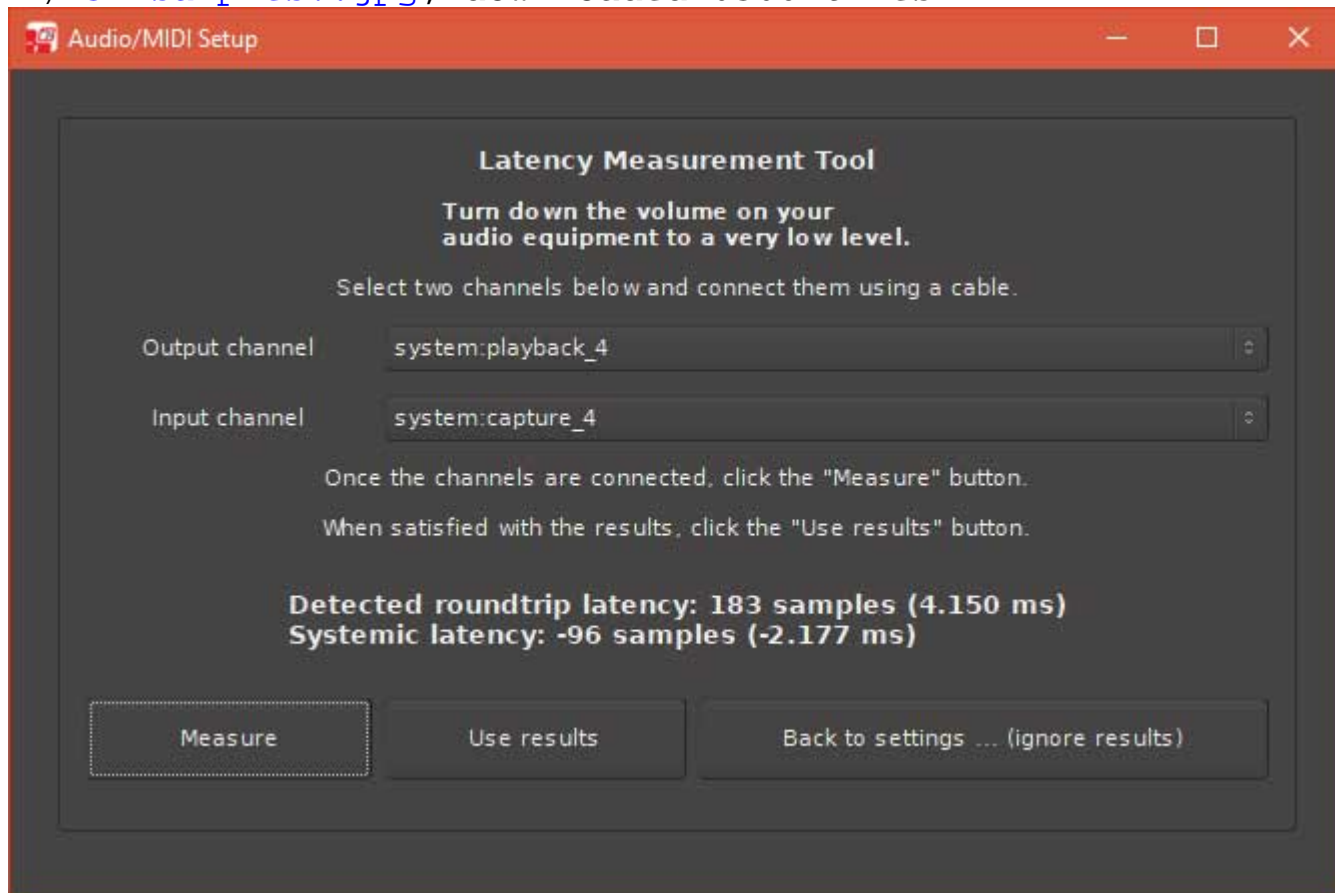 Audio/MIDI Setup
Latency Measurement Tool
Turn down the volume on your
audio equipment to a very low level.
Select two channels below and connect them using a cable.
Output channel system:playback_4
Input channel system:capture_4
Once the channels are connected, click the "Measure" button.
When satisfied with the results, click the "Use results" button.
Detected roundtrip latency: 183 samples (4.150 ms)
Systemic latency: -96 samples (-2.177 ms)
Measure Use results Back to settings ... (ignore results)